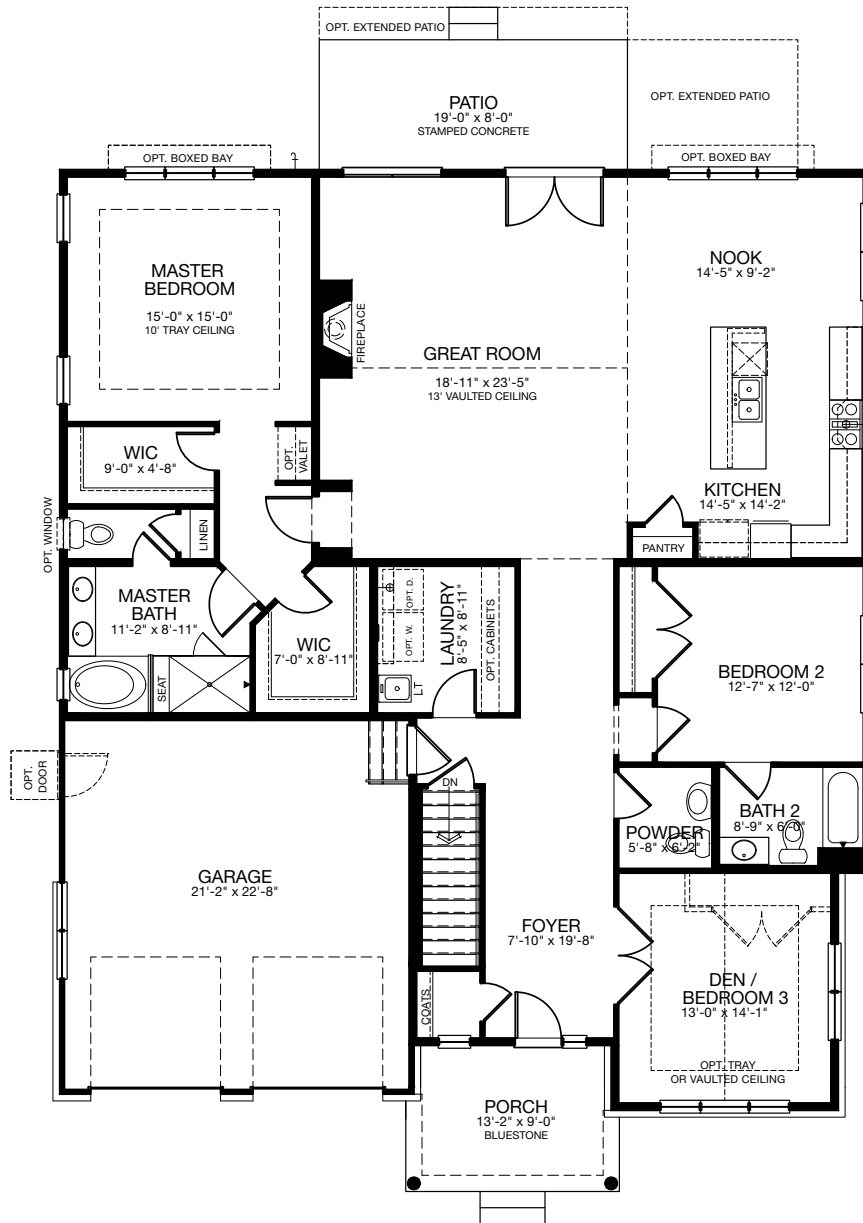 OPT. EXTENDED PATIO
PATIO
19'-0" x 8'-0"
STAMPED CONCRETE
OPT. EXTENDED PATIO
OPT. BOXED BAY
OPT. BOXED BAY
MASTER
BEDROOM
15'-0" x 15'-0"
10' TRAY CEILING
FIREPLACE
GREAT ROOM
18'-11" x 23'-5"
13' VAULTED CEILING
NOOK
14'-5" x 9'-2"
WIC
9'-0" x 4'-8"
OPT.
VALET
KITCHEN
14'-5" x 14'-2"
PANTRY
OPT. WINDOW
LINEN
MASTER
BATH
11'-2" x 8'-11"
SEAT
WIC
7'-0" x 8'-11"
OPT. D.
OPT. W.
LT
LAUNDRY
8'-5" x 8'-11"
OPT. CABINETS
BEDROOM 2
12'-7" x 12'-0"
OPT.
DOOR
DN
POWDER
5'-8" x 6'-2"
BATH 2
8'-9" x 6'-0"
GARAGE
21'-2" x 22'-8"
FOYER
7'-10" x 19'-8"
COATS
DEN /
BEDROOM 3
13'-0" x 14'-1"
OPT. TRAY
OR VAULTED CEILING
PORCH
13'-2" x 9'-0"
BLUESTONE